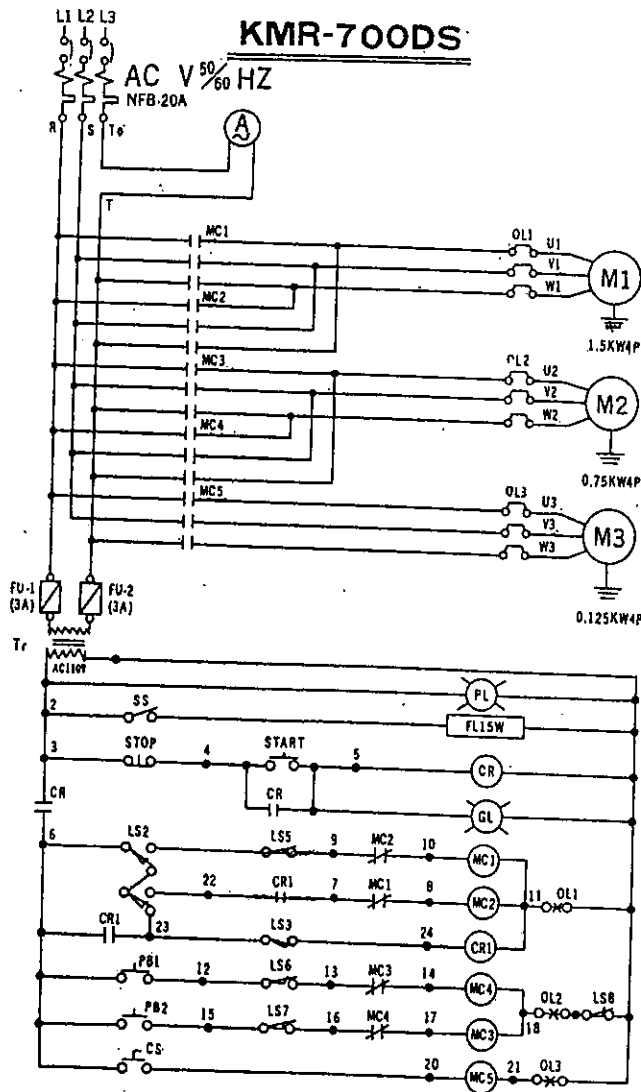 L1 L2 L3
KMR-700DS
AC V 50/60 HZ
NFB-20A
R S To
A
T
MC1 OL1 U1
V1
W1
M1
MC2
1.5KW4P
MC3 OL2 U2
V2
W2
M2
MC4
0.75KW4P
MC5 OL3 U3
V3
W3
M3
0.125KW4P
FU-1 (3A)
FU-2 (3A)
Tr
AC110V
PL
2 SS FL15W
3 STOP 4 START 5 CR
CR CR GL
6 LS2 LS5 9 MC2 10 MC1
22 CR1 7 MC1 8 MC2 11 OL1
CR1 23 LS3 24 CR1
PB1 12 LS6 13 MC3 14 MC4
OL2 LS8
PB2 15 LS7 16 MC4 17 MC3 18
CS 20 MC5 21 OL3